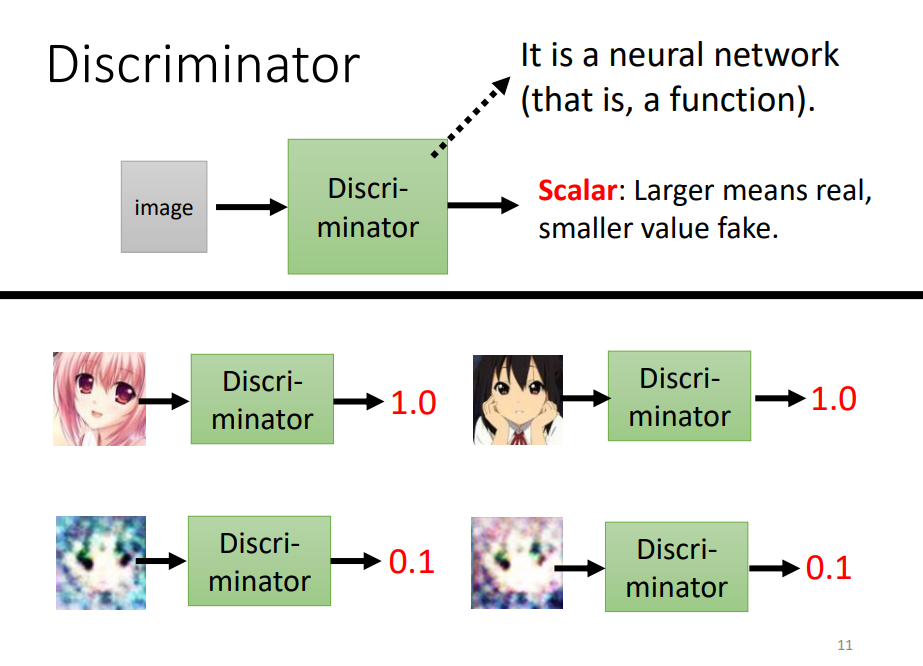 Discriminator
It is a neural network
(that is, a function).
image
Discri-
minator
Scalar: Larger means real,
smaller value fake.
Discri-
minator
1.0
Discri-
minator
1.0
Discri-
minator
0.1
Discri-
minator
0.1
11